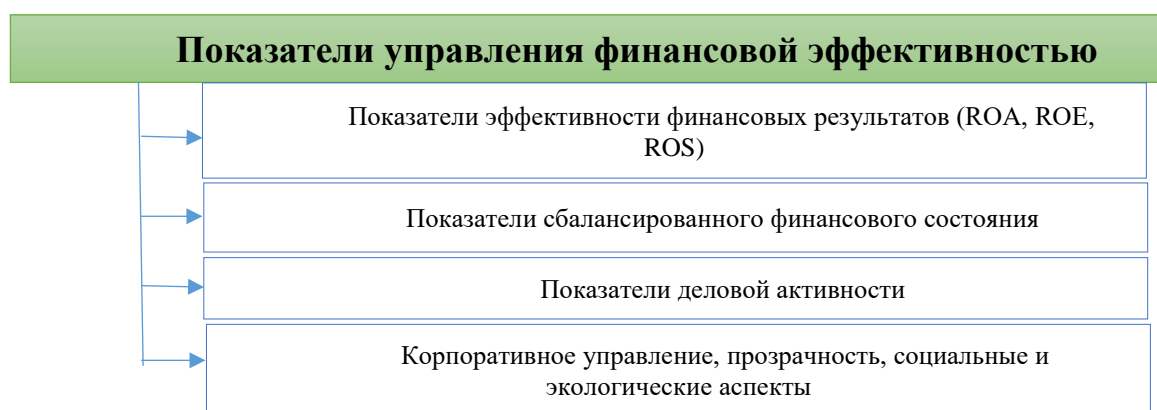 Показатели управления финансовой эффективностью
Показатели эффективности финансовых результатов (ROA, ROE,
ROS)
Показатели сбалансированного финансового состояния
Показатели деловой активности
Корпоративное управление, прозрачность, социальные и
экологические аспекты